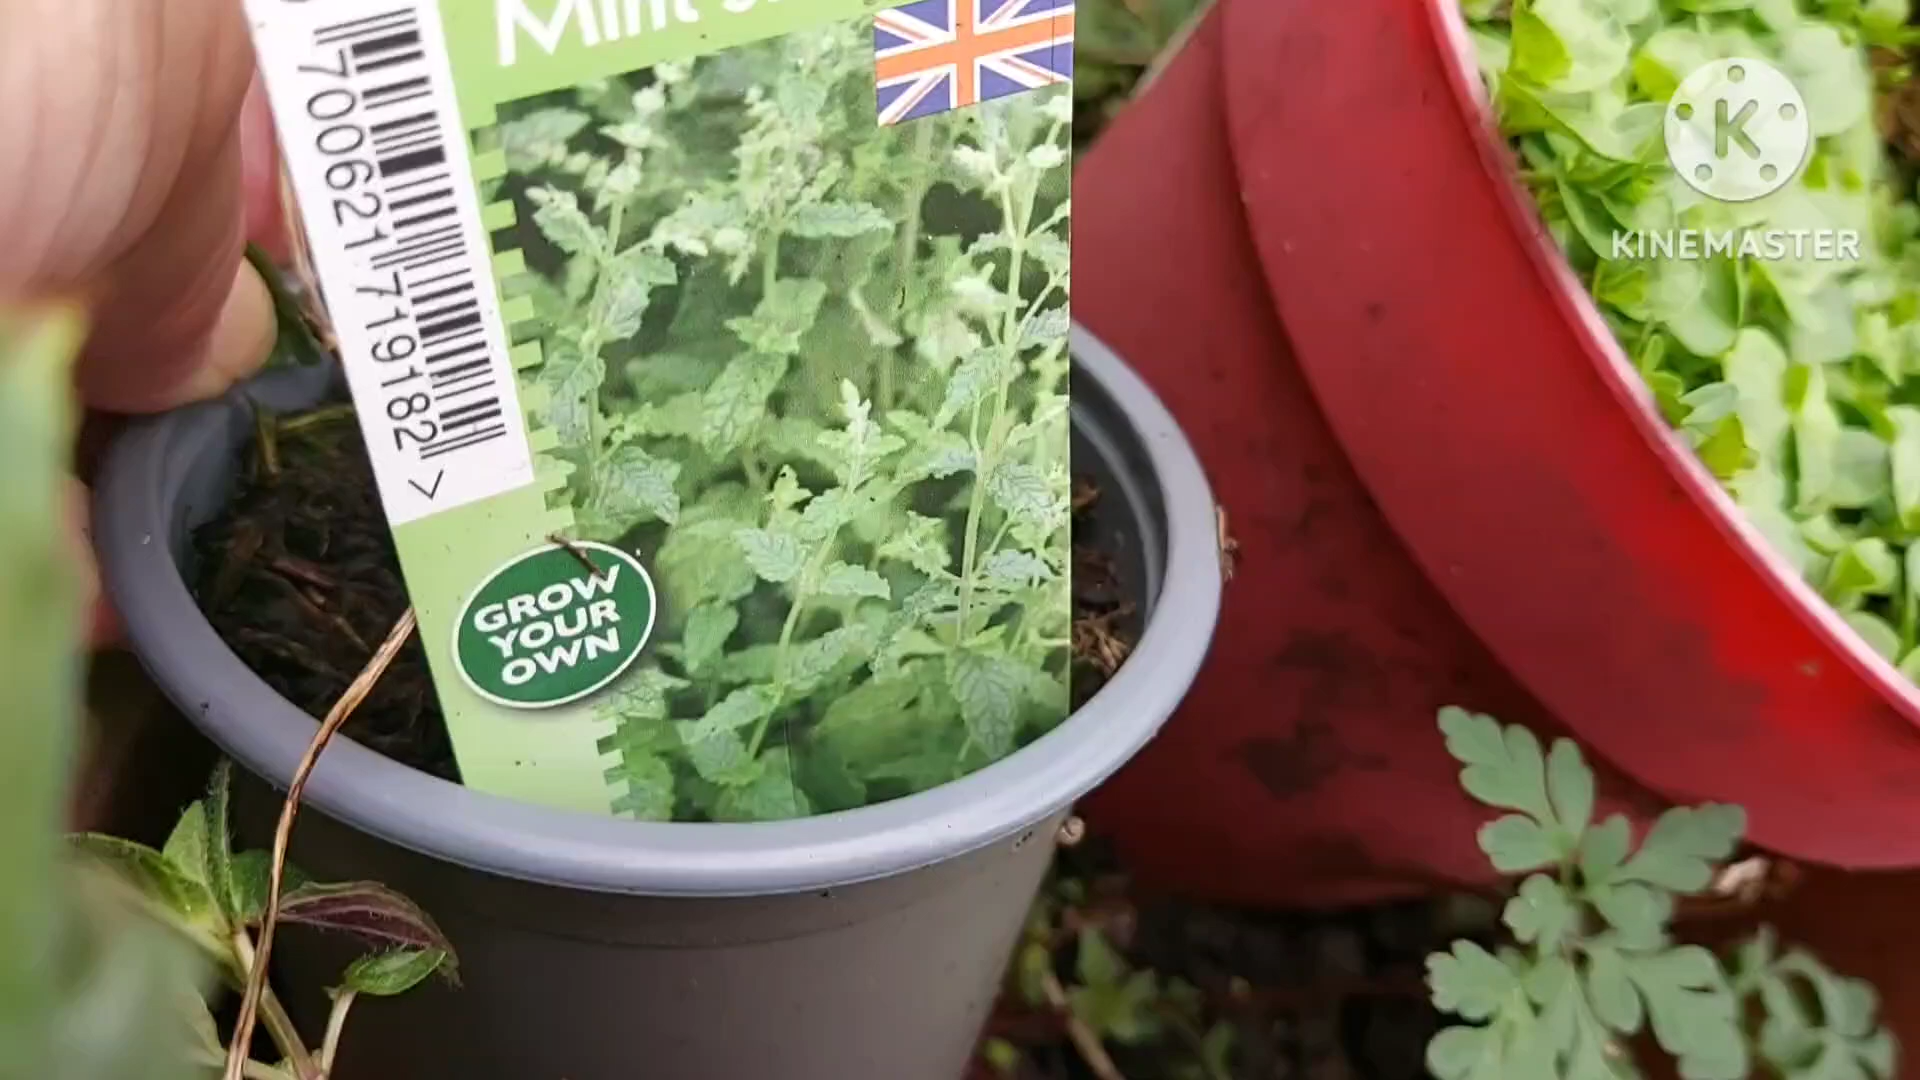 Mint
700621719182 >
GROW
YOUR
OWN
K
KINEMASTER